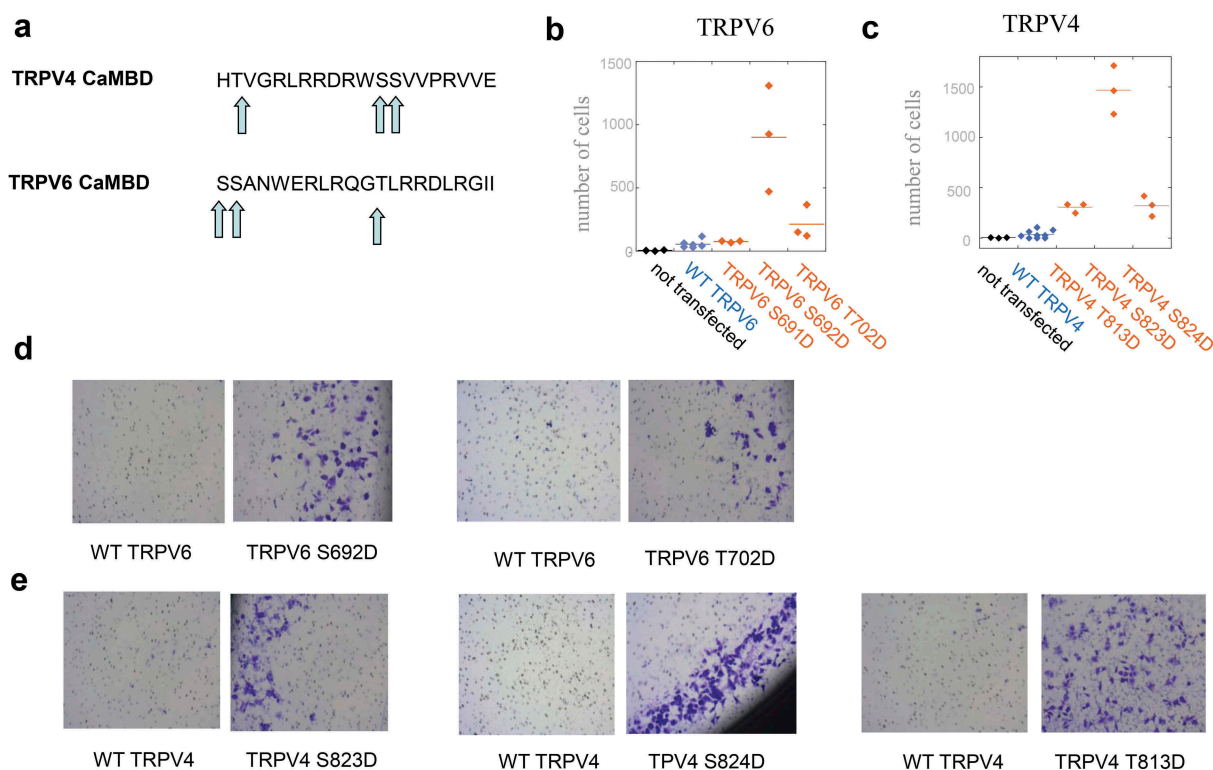 a
TRPV4 CaMBD HTVGRLRRDRWSSVVPRVVE
TRPV6 CaMBD SSANWERLRQGTLRRDLRGII
b
TRPV6
number of cells
1500
1000
500
0
not transfected
WT TRPV6
TRPV6 S691D
TRPV6 S692D
TRPV6 T702D
c
TRPV4
number of cells
1500
1000
500
0
not transfected
WT TRPV4
TRPV4 T813D
TRPV4 S823D
TRPV4 S824D
d
WT TRPV6 TRPV6 S692D WT TRPV6 TRPV6 T702D
e
WT TRPV4 TRPV4 S823D WT TRPV4 TPV4 S824D WT TRPV4 TRPV4 T813D